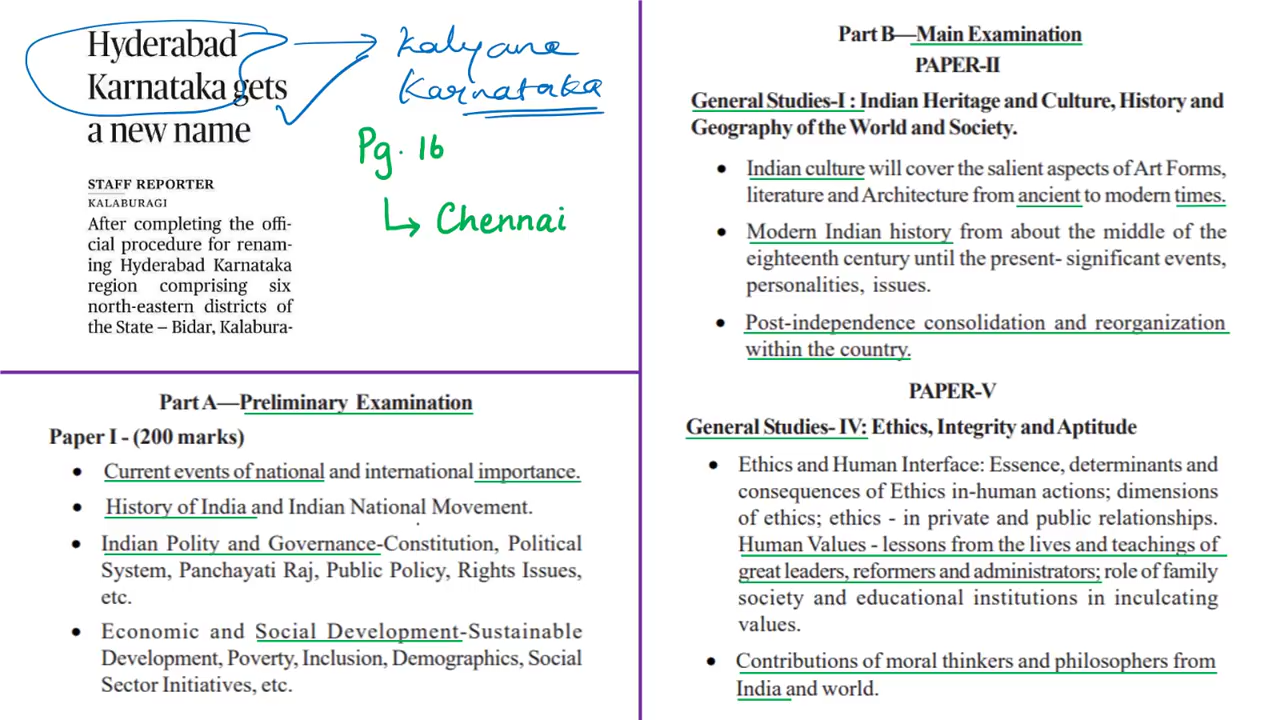 Hyderabad
Karnataka gets
a new name
Kalyana
Karnataka
Pg. 16
Chennai
STAFF REPORTER
KALABURAGI
After completing the offi-
cial procedure for renam-
ing Hyderabad Karnataka
region comprising six
north-eastern districts of
the State – Bidar, Kalabura-
Part A—Preliminary Examination
Paper I - (200 marks)
• Current events of national and international importance.
• History of India and Indian National Movement.
• Indian Polity and Governance-Constitution, Political
System, Panchayati Raj, Public Policy, Rights Issues,
etc.
• Economic and Social Development-Sustainable
Development, Poverty, Inclusion, Demographics, Social
Sector Initiatives, etc.
Part B—Main Examination
PAPER-II
General Studies-I : Indian Heritage and Culture, History and
Geography of the World and Society.
• Indian culture will cover the salient aspects of Art Forms,
literature and Architecture from ancient to modern times.
• Modern Indian history from about the middle of the
eighteenth century until the present- significant events,
personalities, issues.
• Post-independence consolidation and reorganization
within the country.
PAPER-V
General Studies- IV: Ethics, Integrity and Aptitude
• Ethics and Human Interface: Essence, determinants and
consequences of Ethics in-human actions; dimensions
of ethics; ethics - in private and public relationships.
Human Values - lessons from the lives and teachings of
great leaders, reformers and administrators; role of family
society and educational institutions in inculcating
values.
• Contributions of moral thinkers and philosophers from
India and world.